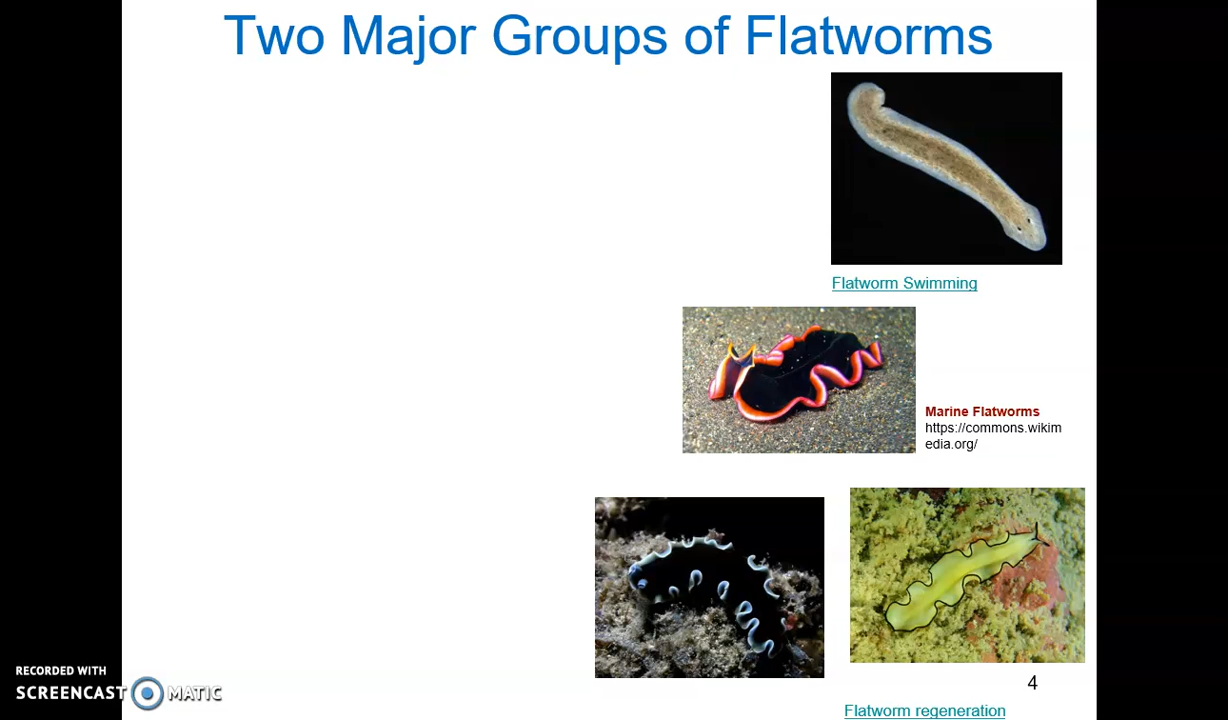 Two Major Groups of Flatworms
Flatworm Swimming
Marine Flatworms
https://commons.wikim
edia.org/
4
Flatworm regeneration
RECORDED WITH
SCREENCAST MATIC